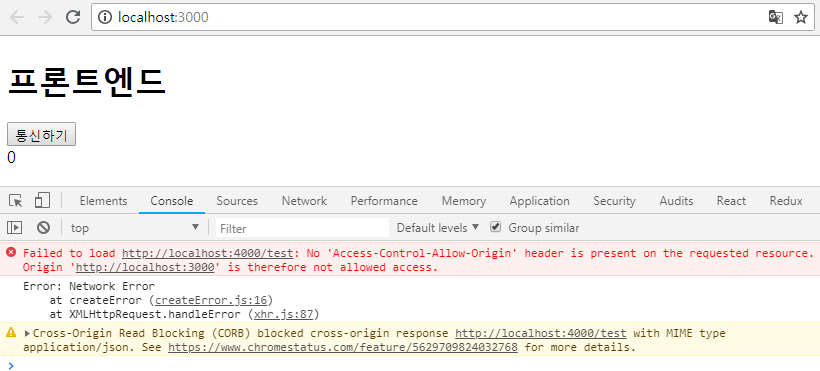 localhost:3000
프론트엔드
통신하기
0
Elements Console Sources Network Performance Memory Application Security Audits React Redux
top Filter Default levels Group similar
Failed to load http://localhost:4000/test: No 'Access-Control-Allow-Origin' header is present on the requested resource.
Origin 'http://localhost:3000' is therefore not allowed access.
Error: Network Error
at createError (createError.js:16)
at XMLHttpRequest.handleError (xhr.js:87)
Cross-Origin Read Blocking (CORB) blocked cross-origin response http://localhost:4000/test with MIME type
application/json. See https://www.chromestatus.com/feature/5629709824032768 for more details.